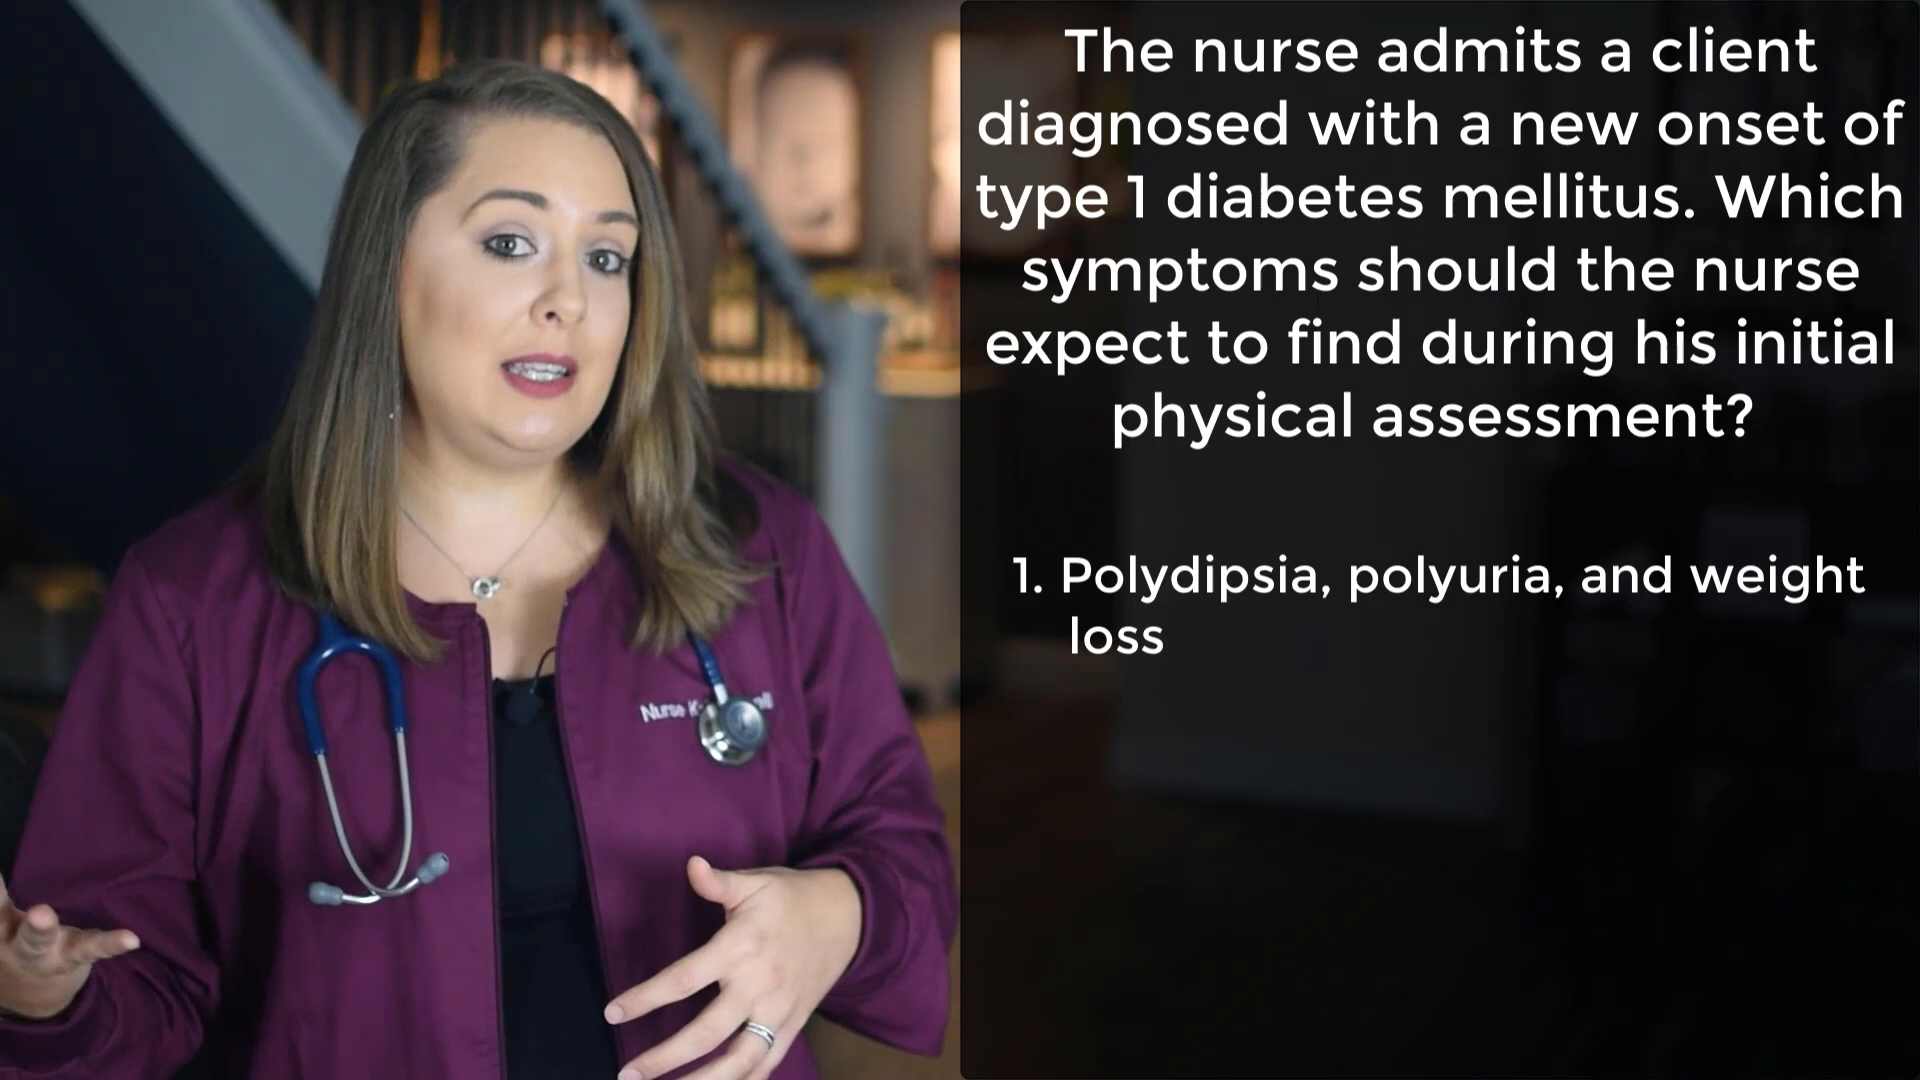 The nurse admits a client
diagnosed with a new onset of
type 1 diabetes mellitus. Which
symptoms should the nurse
expect to find during his initial
physical assessment?
1. Polydipsia, polyuria, and weight
loss
Nurse